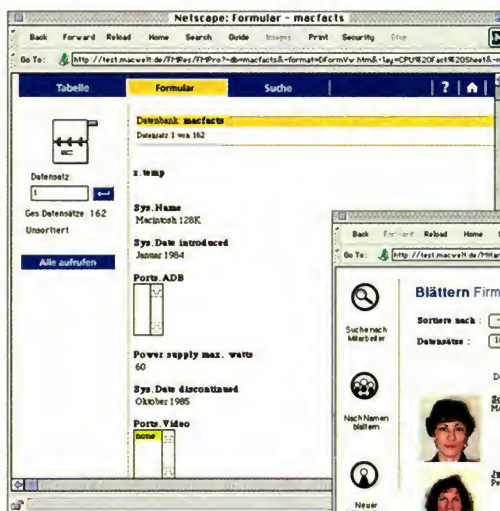 Netscape: Formular – macfacts
Back Forward Reload Home Search Guide Images Print Security Stop
Go To: http://test.macwelt.de/FMRes/FMPro?-db=macfacts&-format=DFormVw.htm&-lay=CPU%20Fact%20Sheet&
Tabelle Formular Suche ?
Datenbank: macfacts
Datensatz 1 von 162
Datensatz:
1
Ges.Datensätze: 162
Unsortiert
Alle aufrufen
z.temp
Sys.Name
Macintosh 128K
Sys.Date introduced
Januar 1984
Ports.ADB
Power supply max. watts
60
Sys.Date discontinued
Oktober 1985
Ports.Video
none
Back Forward Reload Home
Go To: http://test.macwelt.de/
Blättern Firm
Sortiere nach :
Datensätze :
Suche nach
Mitarbeiter
Nach Namen
blättern
Neuer